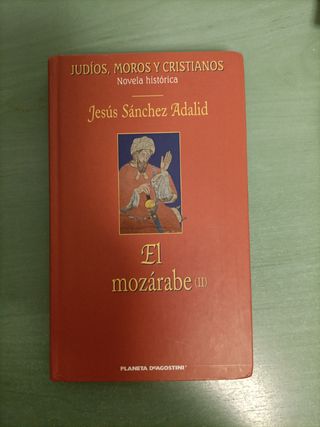 JUDÍOS, MOROS Y CRISTIANOS
Novela histórica
Jesús Sánchez Adalid
El
mozárabe (II)
PLANETA DEAGOSTINI